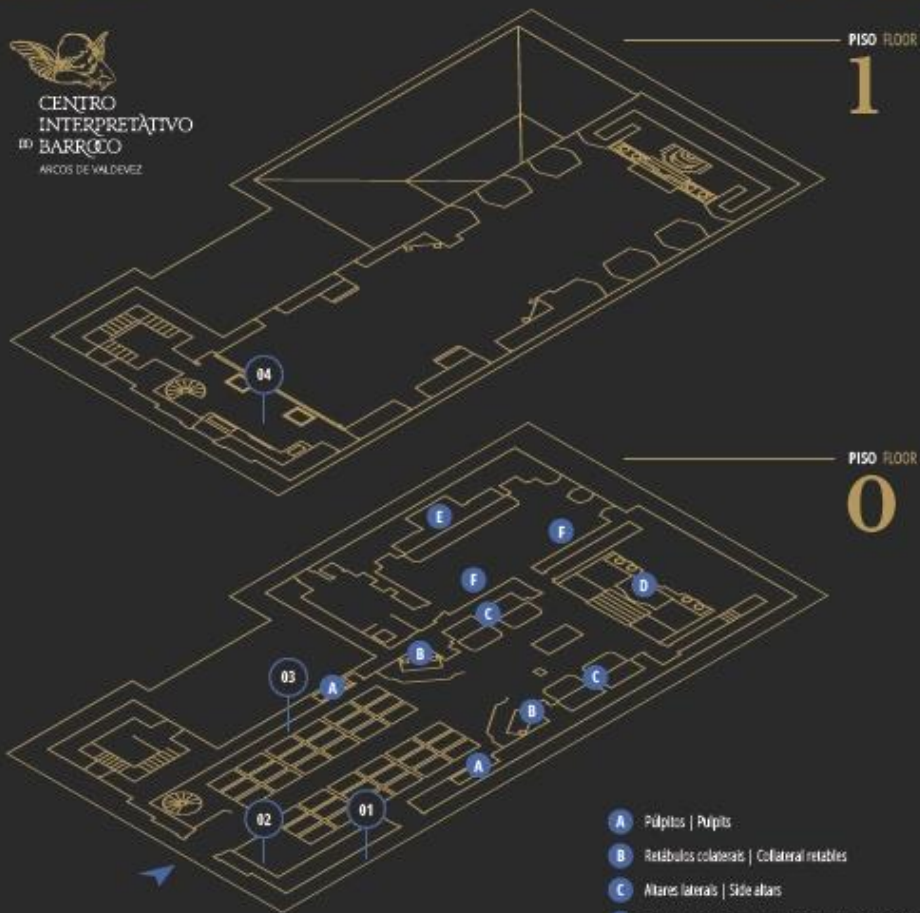 CENTRO
INTERPRETATIVO
DO BARROCO
ARCOS DE VALDEVEZ
PISO FLOOR
1
04
PISO FLOOR
0
E
F
F
D
C
B
03
A
C
B
A
02
01
A Púlpitos | Pulpits
B Retábulos colaterais | Collateral retables
C Altares laterais | Side altars